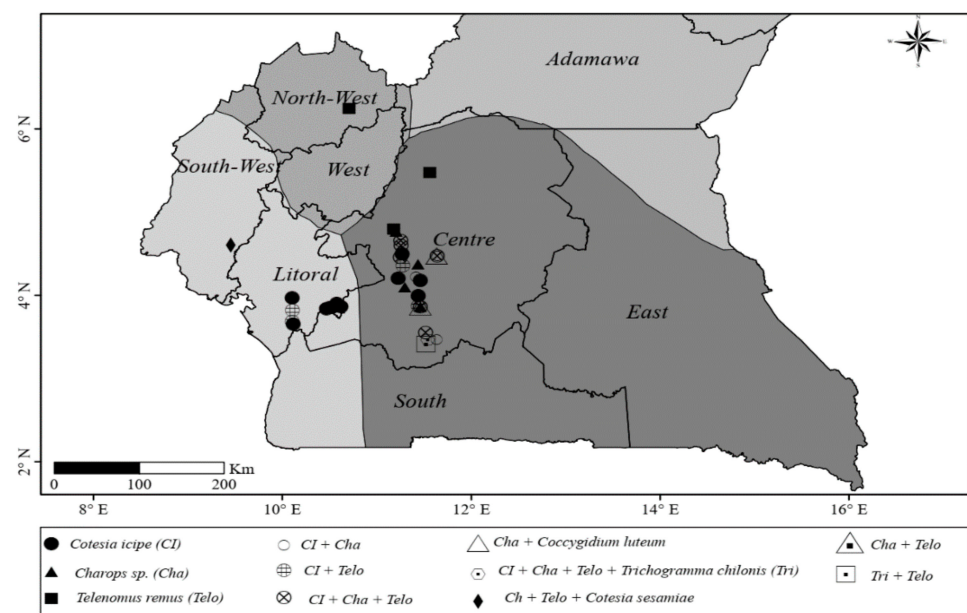 N
Adamawa
North-West
6° N
South-West
West
Centre
Litoral
4° N
East
South
Km
0 100 200
2° N
8° E 10° E 12° E 14° E 16° E
Cotesia icipe (CI) CI + Cha Cha + Coccygidium luteum Cha + Telo
Charops sp. (Cha) CI + Telo CI + Cha + Telo + Trichogramma chilonis (Tri) Tri + Telo
Telenomus remus (Telo) CI + Cha + Telo Ch + Telo + Cotesia sesamiae